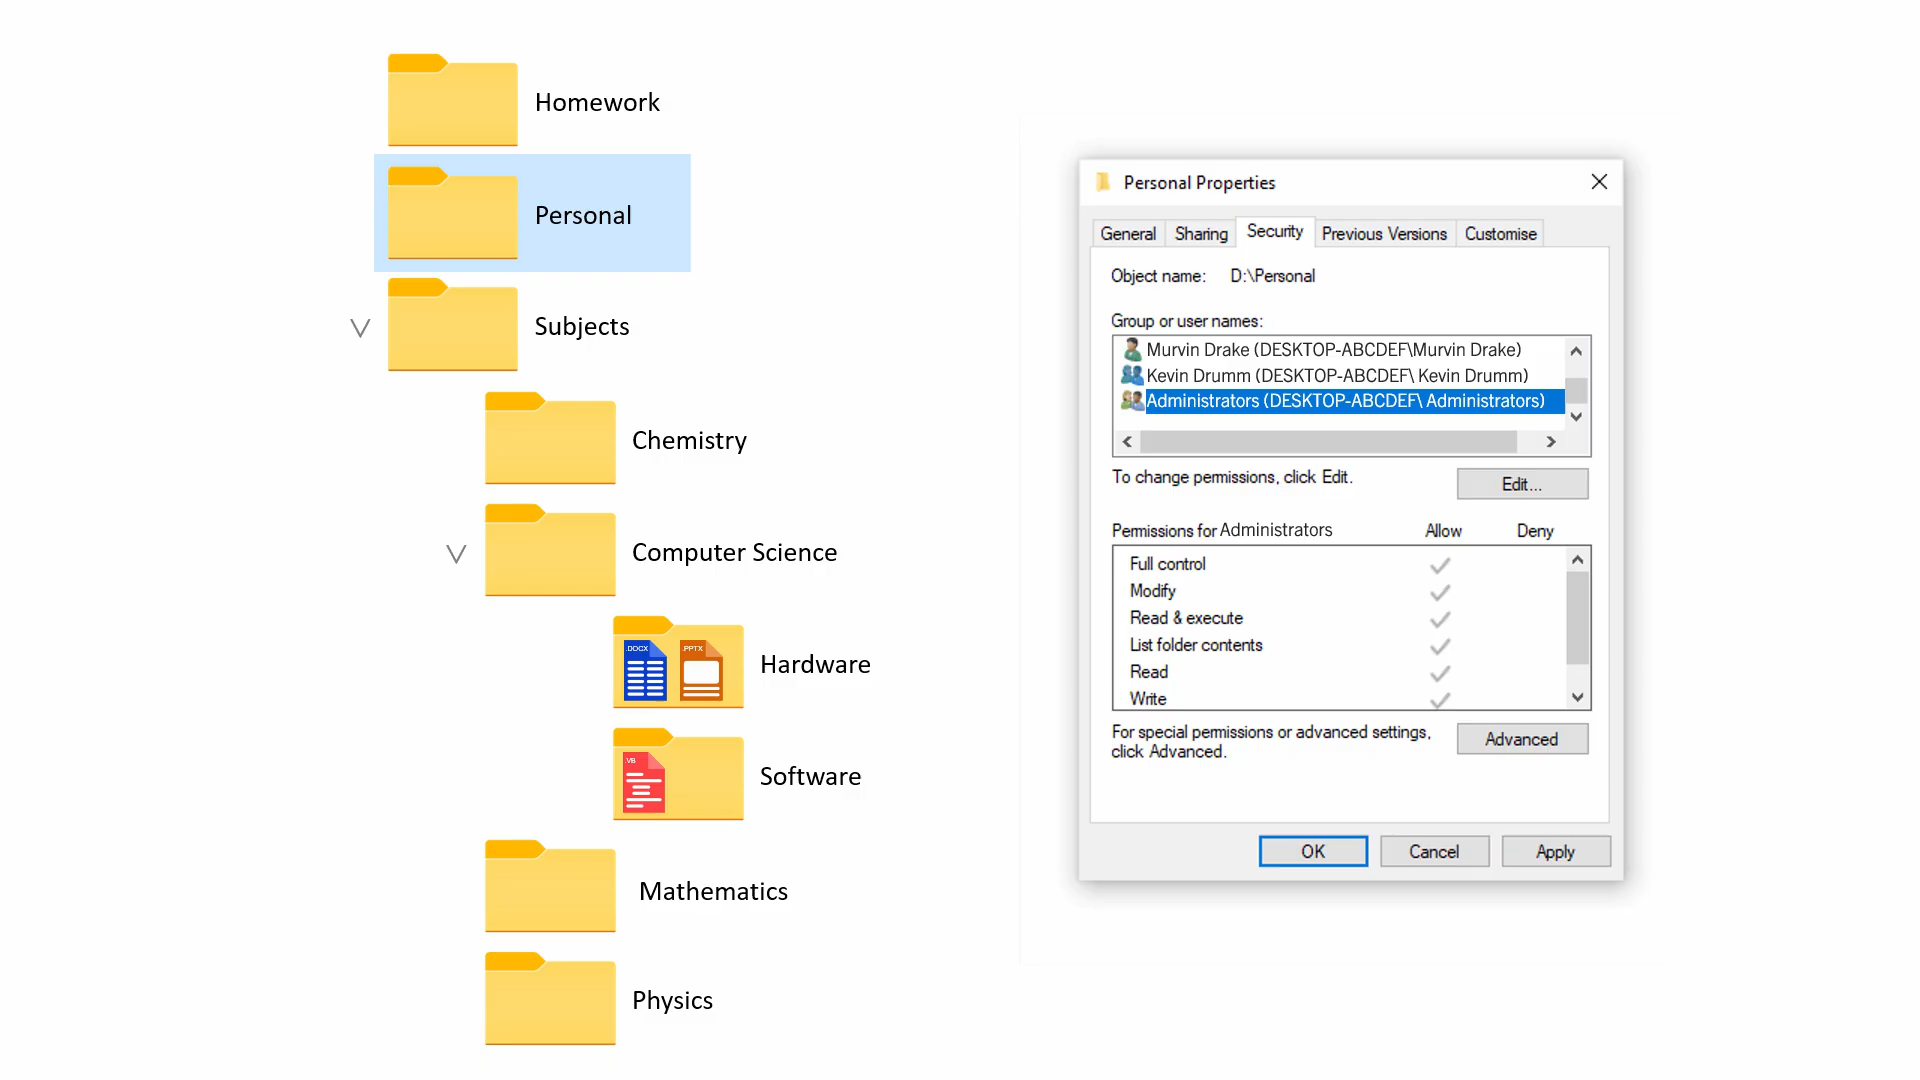 Homework
Personal
Subjects
Chemistry
Computer Science
.DOCX .PPTX
Hardware
.VB
Software
Mathematics
Physics
Personal Properties
General Sharing Security Previous Versions Customise
Object name: D:\Personal
Group or user names:
Murvin Drake (DESKTOP-ABCDEF\Murvin Drake)
Kevin Drumm (DESKTOP-ABCDEF\ Kevin Drumm)
Administrators (DESKTOP-ABCDEF\ Administrators)
To change permissions, click Edit.
Edit...
Permissions for Administrators Allow Deny
Full control
Modify
Read & execute
List folder contents
Read
Write
For special permissions or advanced settings,
click Advanced.
Advanced
OK Cancel Apply